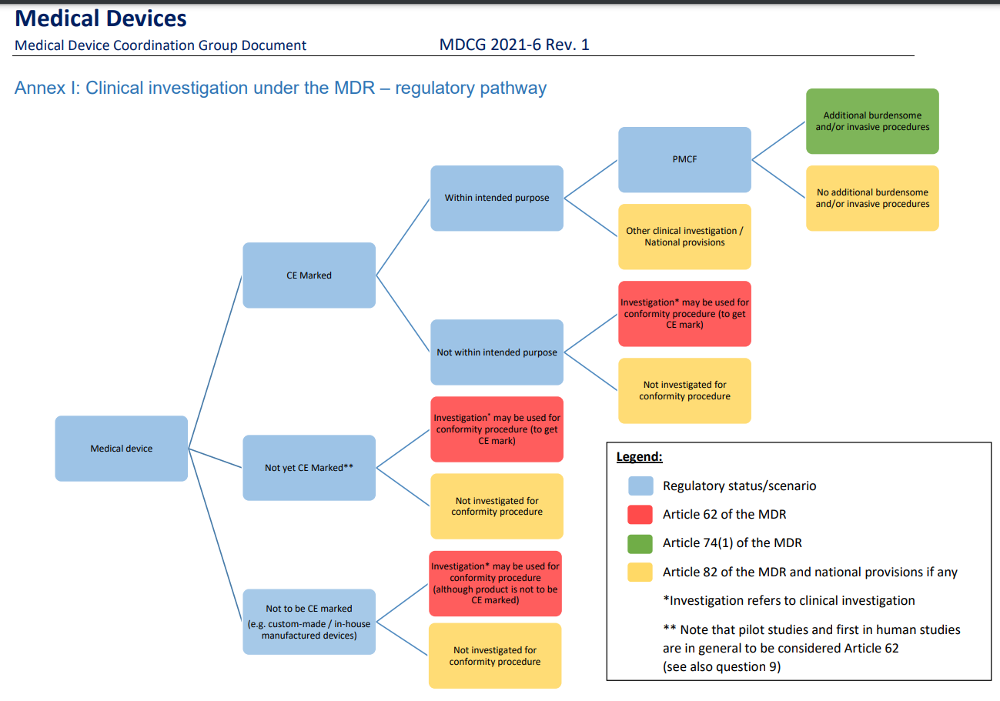 Medical Devices
Medical Device Coordination Group Document MDCG 2021-6 Rev. 1
Annex I: Clinical investigation under the MDR – regulatory pathway
Additional burdensome
and/or invasive procedures
PMCF
No additional burdensome
and/or invasive procedures
Within intended purpose
Other clinical investigation /
National provisions
CE Marked
Investigation* may be used for
conformity procedure (to get
CE mark)
Not within intended purpose
Not investigated for
conformity procedure
Medical device
Investigation* may be used for
conformity procedure (to get
CE mark)
Not yet CE Marked**
Not investigated for
conformity procedure
Investigation* may be used for
conformity procedure
(although product is not to be
CE marked)
Not to be CE marked
(e.g. custom-made / in-house
manufactured devices)
Not investigated for
conformity procedure
Legend:
Regulatory status/scenario
Article 62 of the MDR
Article 74(1) of the MDR
Article 82 of the MDR and national provisions if any
*Investigation refers to clinical investigation
** Note that pilot studies and first in human studies
are in general to be considered Article 62
(see also question 9)